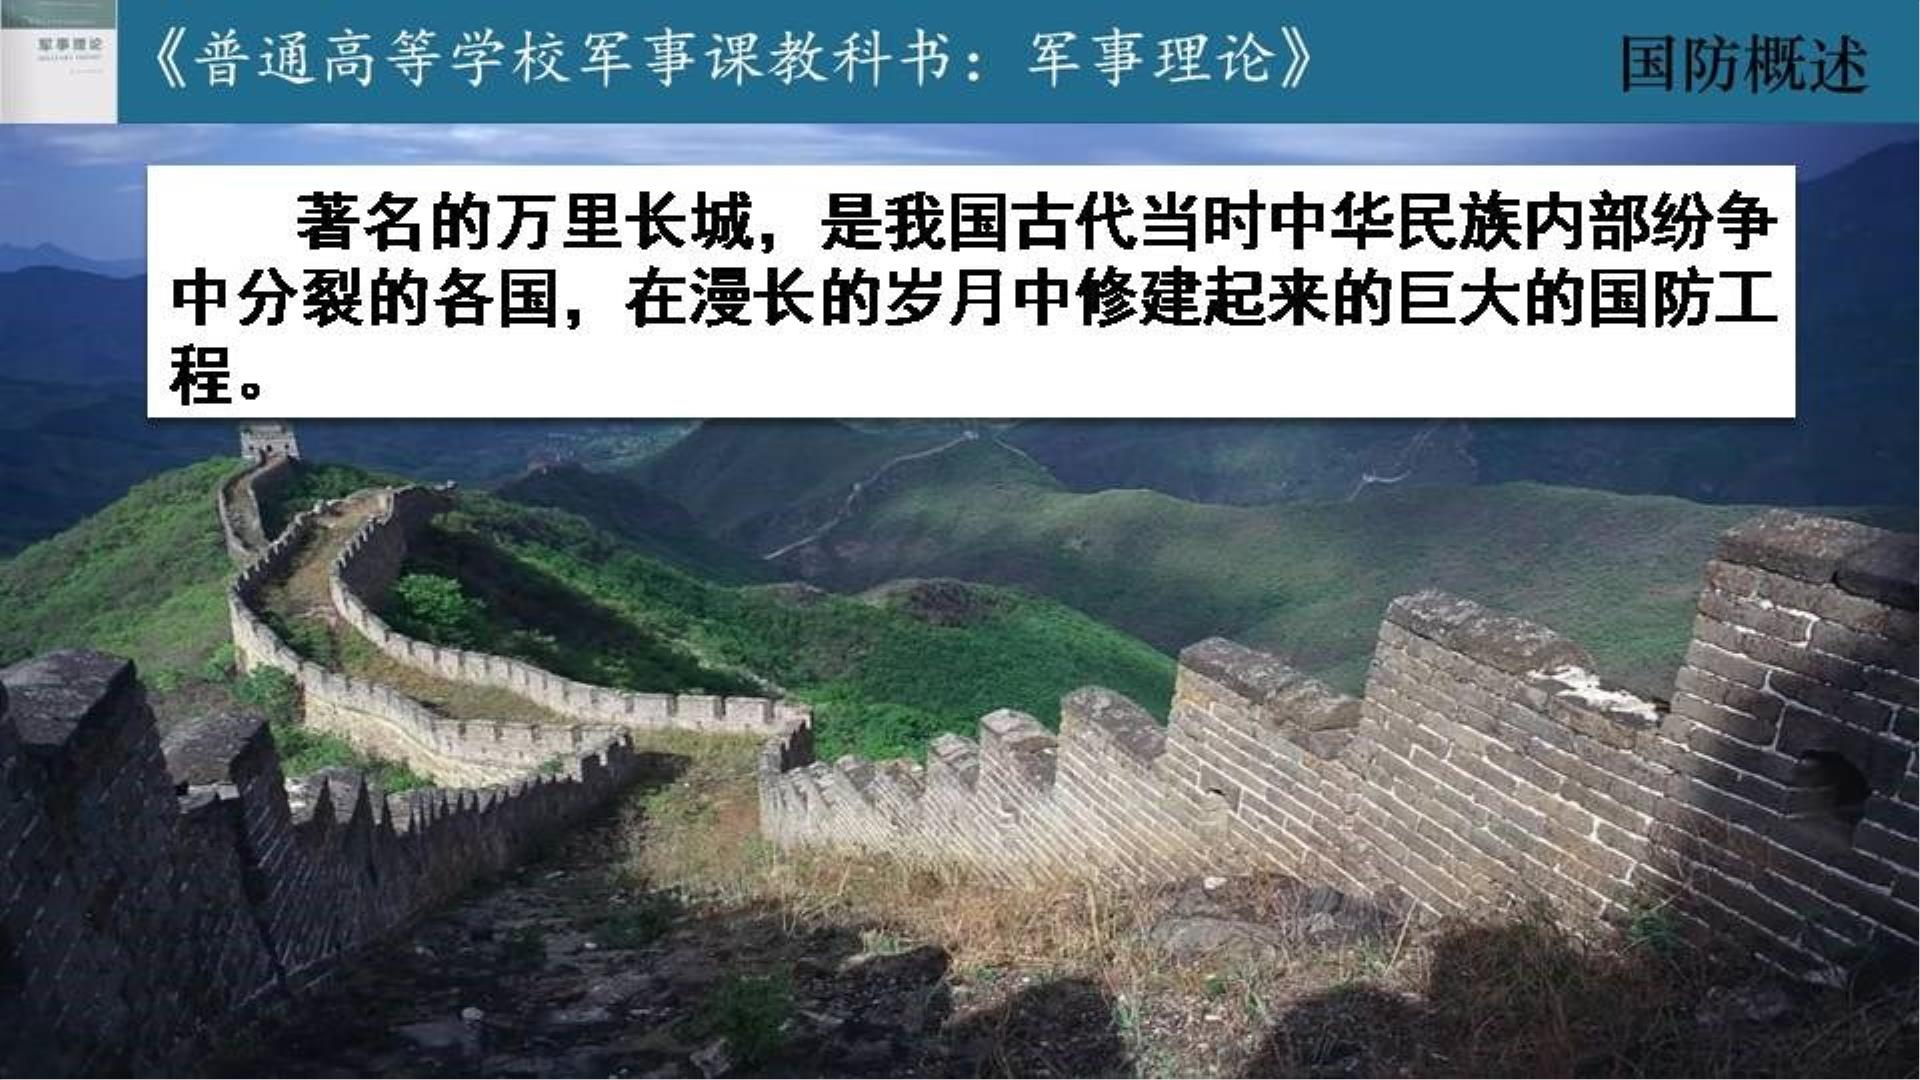 军事理论
《普通高等学校军事课教科书：军事理论》
国防概述
著名的万里长城，是我国古代当时中华民族内部纷争
中分裂的各国，在漫长的岁月中修建起来的巨大的国防工
程。